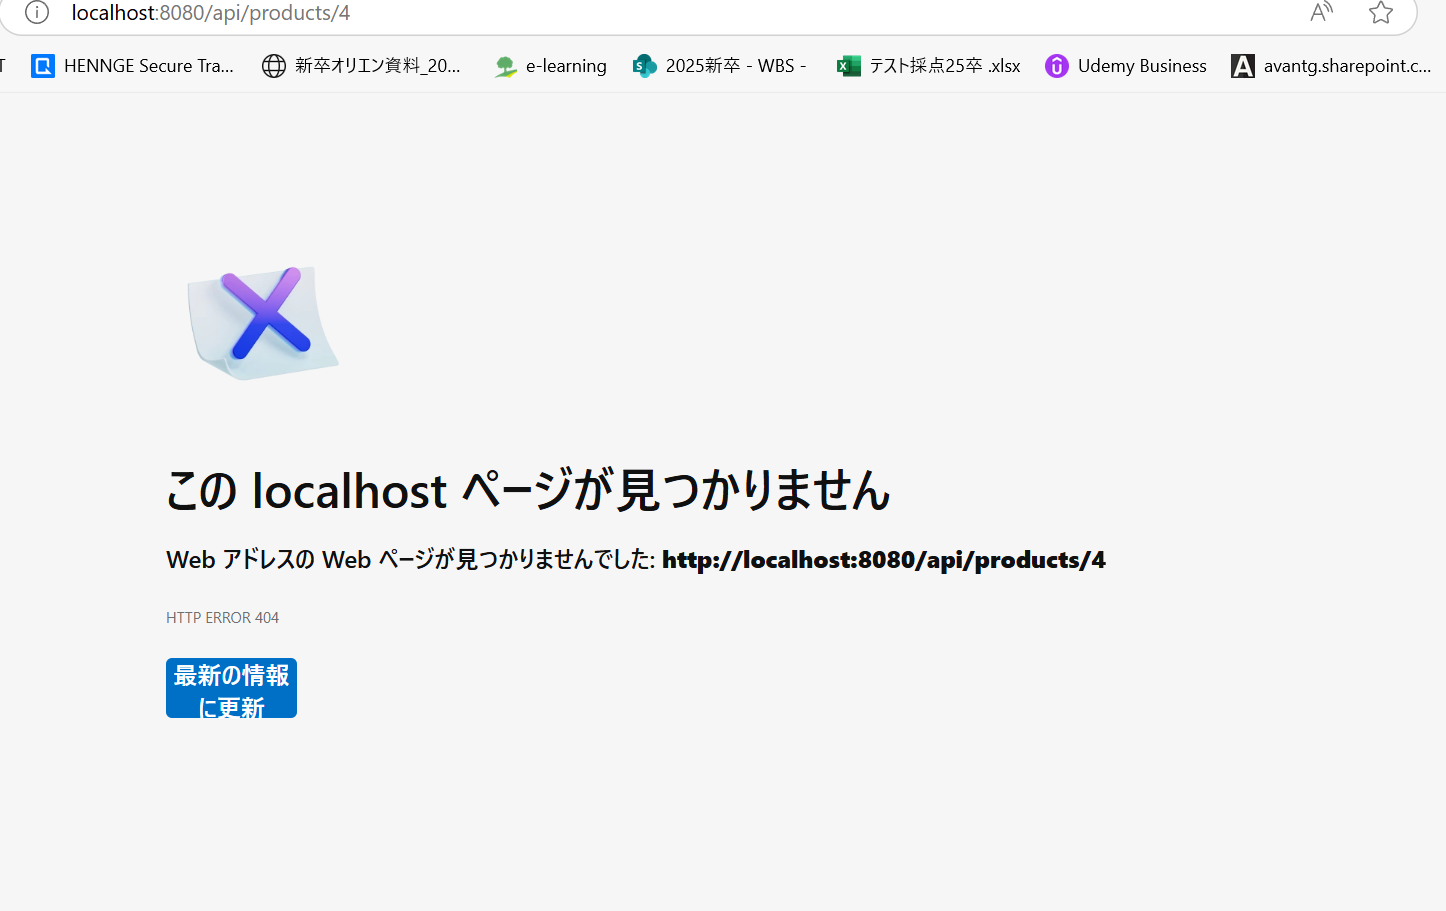 localhost:8080/api/products/4
T HENNGE Secure Tra... 新卒オリエン資料_20... e-learning 2025新卒 - WBS - テスト採点25卒 .xlsx Udemy Business avantg.sharepoint.c...
この localhost ページが見つかりません
Web アドレスの Web ページが見つかりませんでした: http://localhost:8080/api/products/4
HTTP ERROR 404
最新の情報
に更新